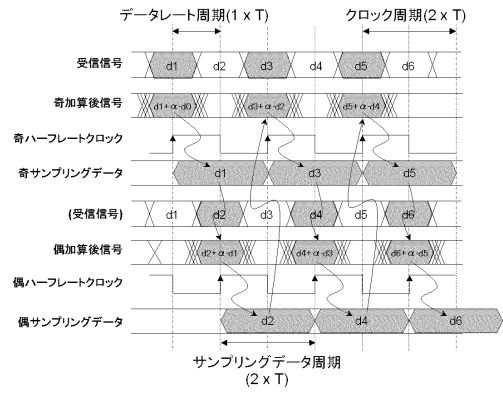 データレート周期(1 x T)
クロック周期(2 x T)
受信信号 d1 d2 d3 d4 d5 d6
奇加算後信号 d1+α·d0 d3+α·d2 d5+α·d4
奇ハーフレートクロック
奇サンプリングデータ d1 d3 d5
(受信信号) d1 d2 d3 d4 d5 d6
偶加算後信号 d2+α·d1 d4+α·d3 d6+α·d5
偶ハーフレートクロック
偶サンプリングデータ d2 d4 d6
サンプリングデータ周期
(2 x T)